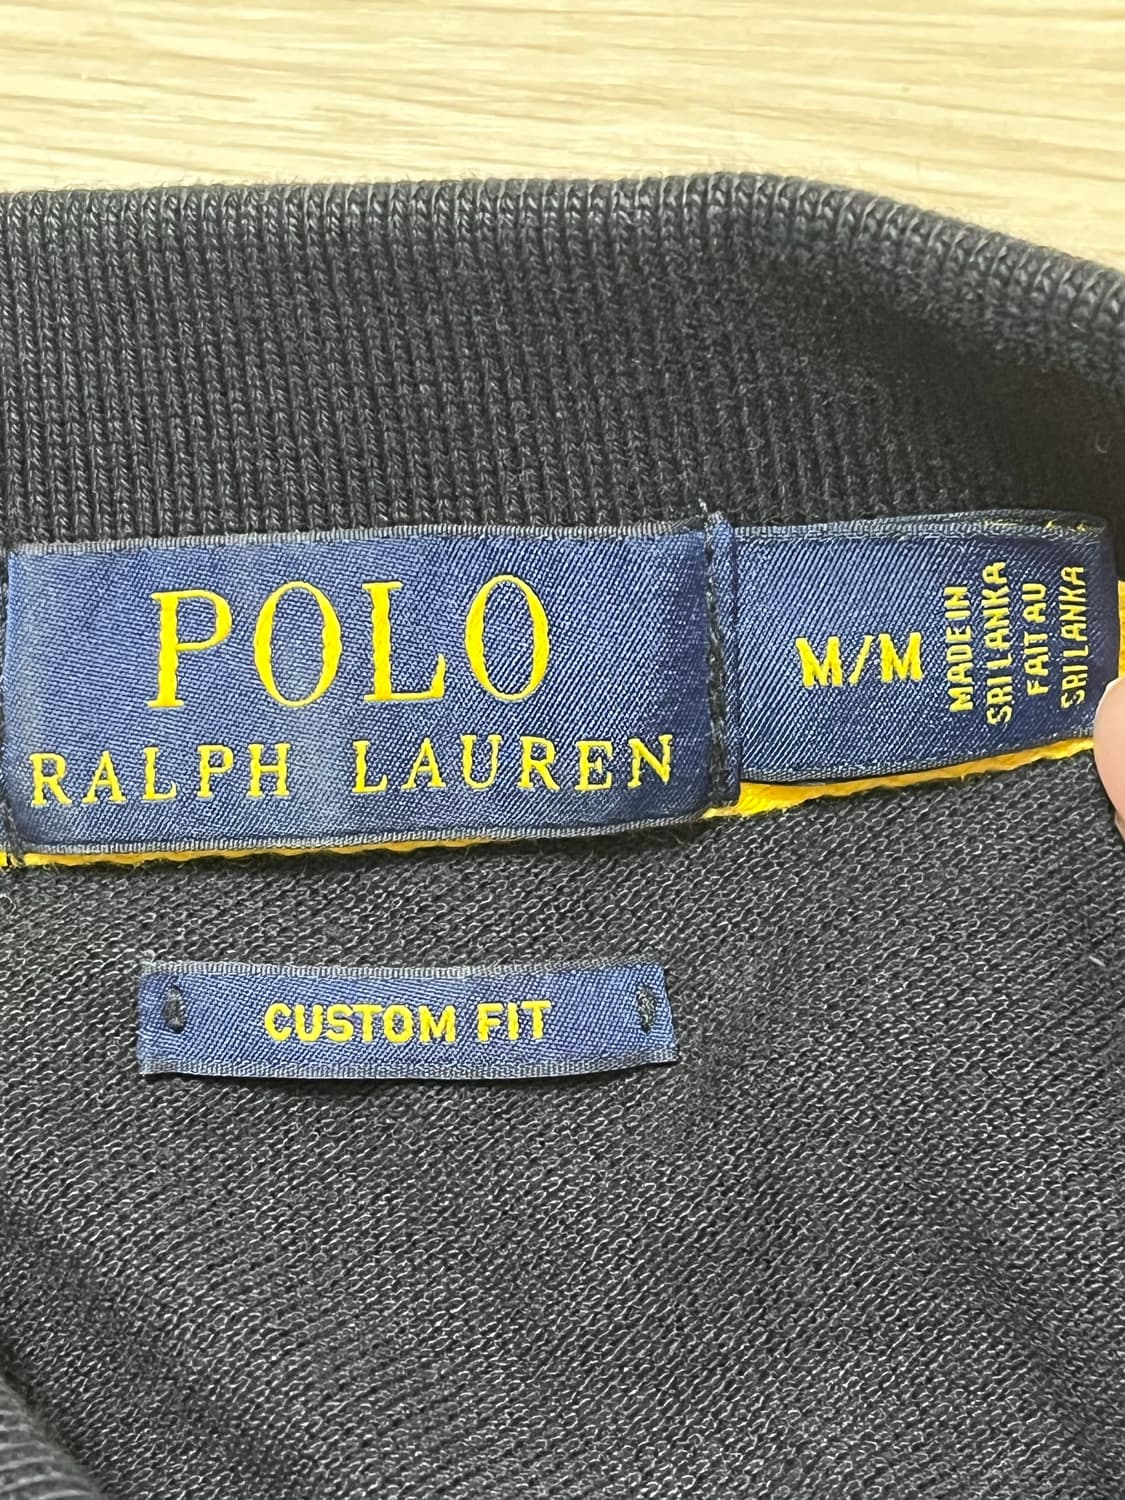 POLO
RALPH LAUREN
M/M
MADE IN
SRI LANKA
FAIT AU
SRI LANKA
CUSTOM FIT